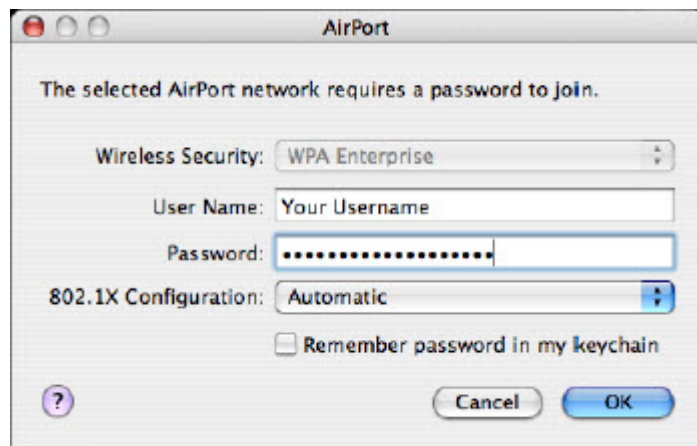 AirPort
The selected AirPort network requires a password to join.
Wireless Security: WPA Enterprise
User Name: Your Username
Password: •••••••••••••••••••
802.1X Configuration: Automatic
Remember password in my keychain
? Cancel OK